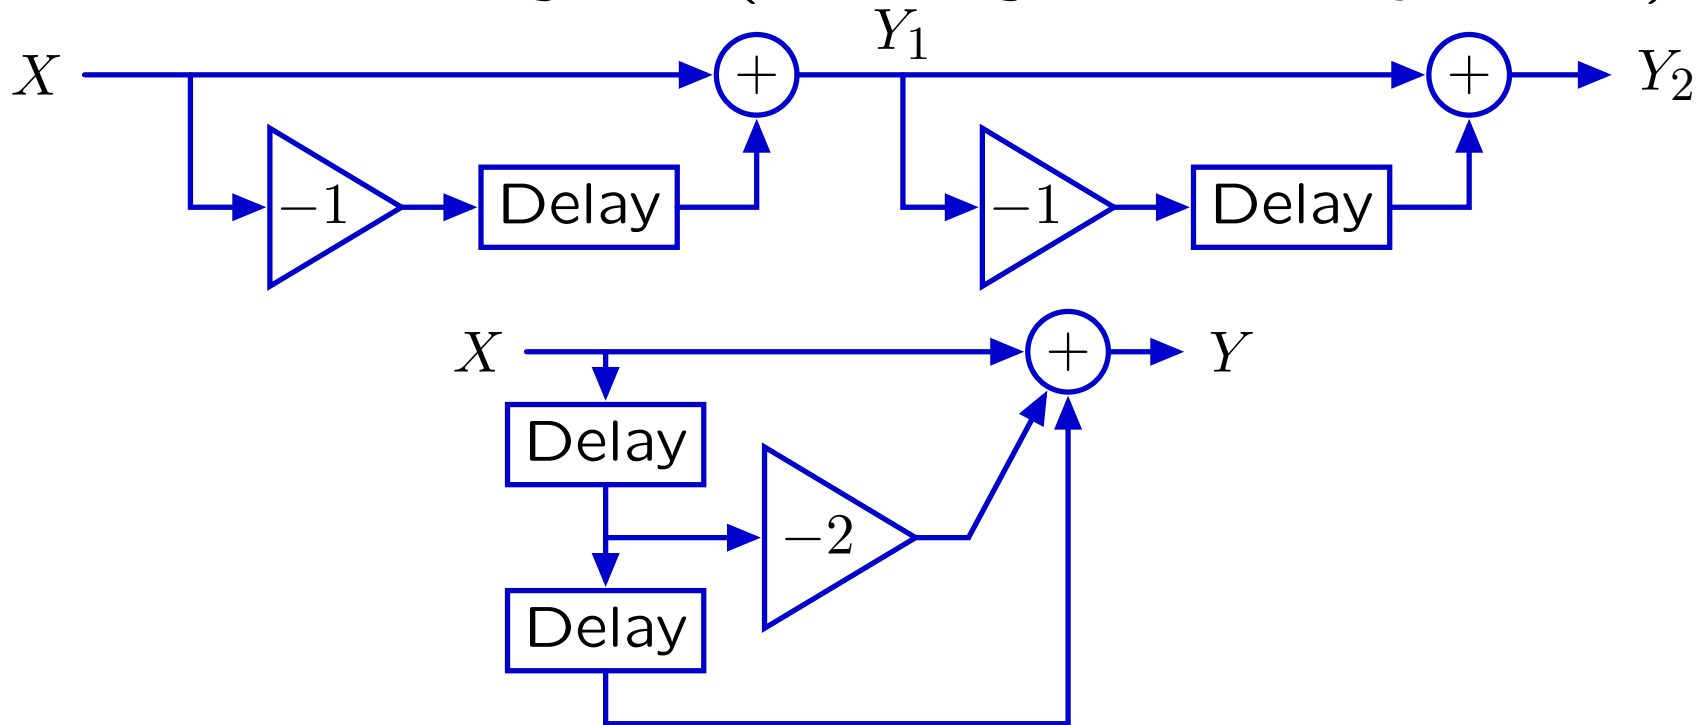 X + Y₁ + Y₂
−1 Delay −1 Delay
X + Y
Delay
−2
Delay